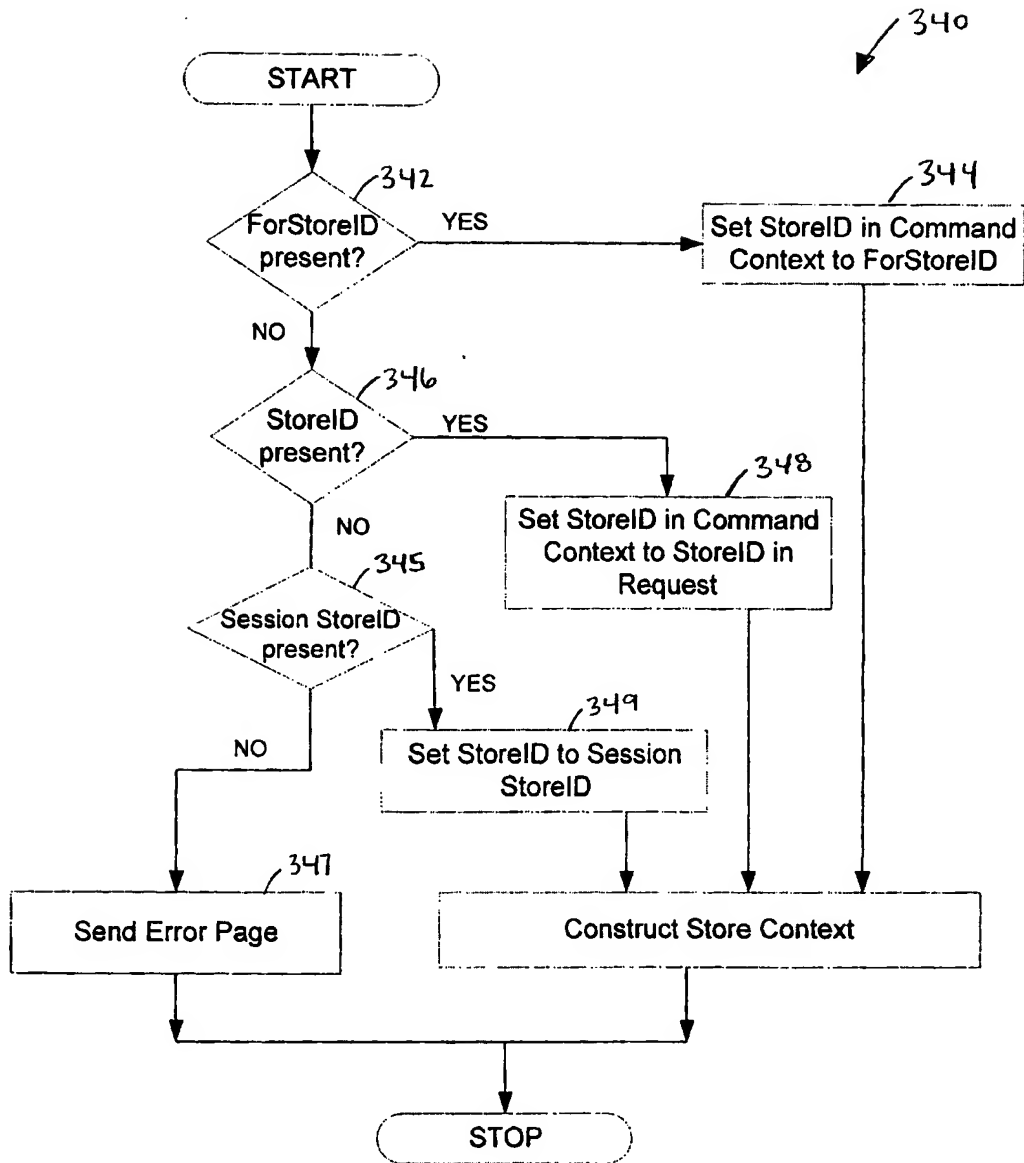 340
START
342
ForStoreID
present?
YES
344
Set StoreID in Command
Context to ForStoreID
NO
346
StoreID
present?
YES
348
Set StoreID in Command
Context to StoreID in
Request
NO
345
Session StoreID
present?
YES
349
Set StoreID to Session
StoreID
NO
347
Send Error Page
Construct Store Context
STOP